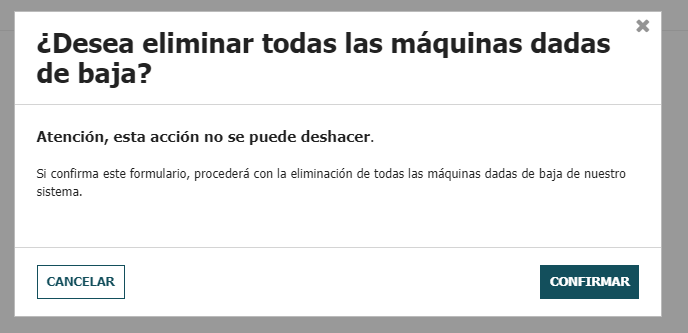 ¿Desea eliminar todas las máquinas dadas
de baja?
Atención, esta acción no se puede deshacer.
Si confirma este formulario, procederá con la eliminación de todas las máquinas dadas de baja de nuestro
sistema.
CANCELAR
CONFIRMAR